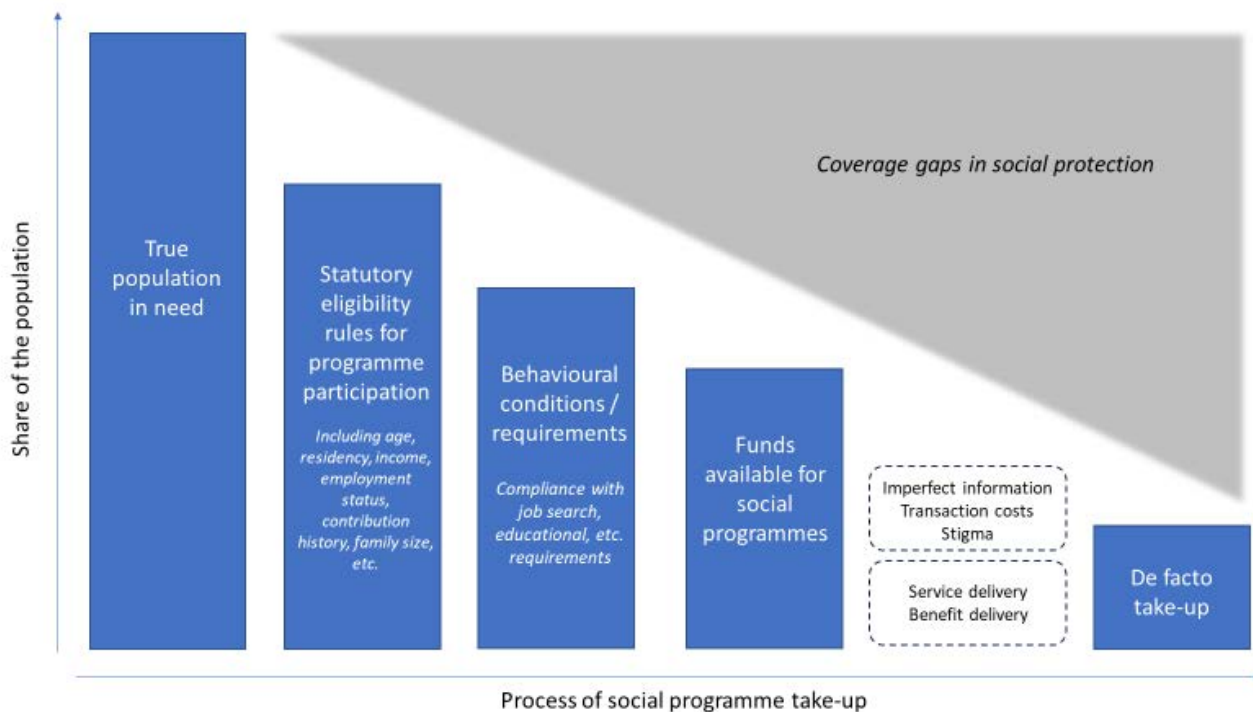 Share of the population
True
population
in need
Statutory
eligibility
rules for
programme
participation
Including age,
residency, income,
employment
status,
contribution
history, family size,
etc.
Behavioural
conditions /
requirements
Compliance with
job search,
educational, etc.
requirements
Funds
available for
social
programmes
Imperfect information
Transaction costs
Stigma
Service delivery
Benefit delivery
De facto
take-up
Coverage gaps in social protection
Process of social programme take-up